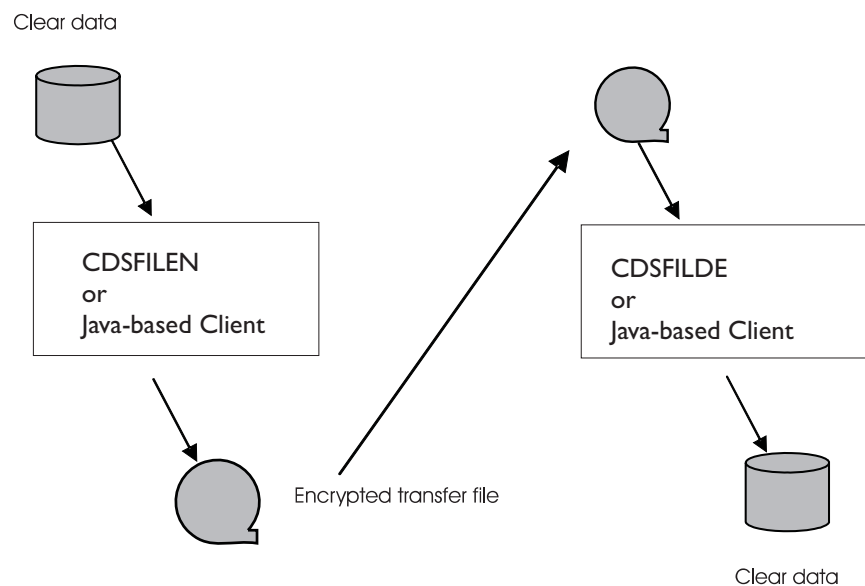 Clear data
CDSFILEN
or
Java-based Client
Encrypted transfer file
CDSFILDE
or
Java-based Client
Clear data